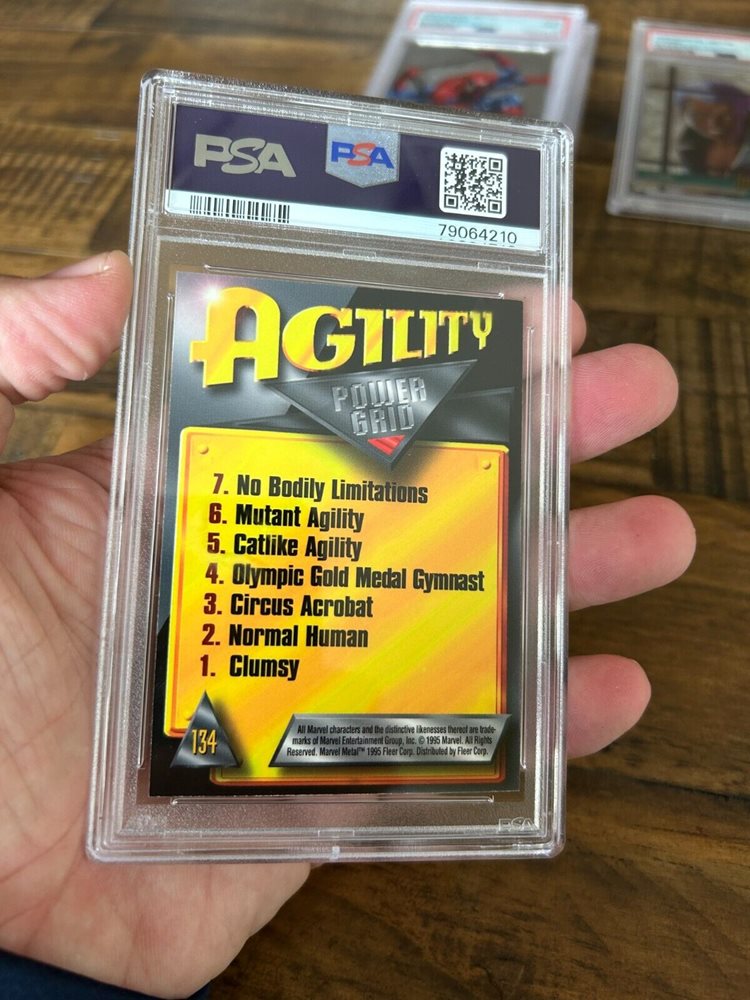 PSA PSA
79064210
AGILITY
POWER
GRID
7. No Bodily Limitations
6. Mutant Agility
5. Catlike Agility
4. Olympic Gold Medal Gymnast
3. Circus Acrobat
2. Normal Human
1. Clumsy
134
All Marvel characters and the distinctive likenesses thereof are trade-
marks of Marvel Entertainment Group, Inc. © 1995 Marvel. All Rights
Reserved. Marvel Metal™ 1995 Fleer Corp. Distributed by Fleer Corp.
PSA